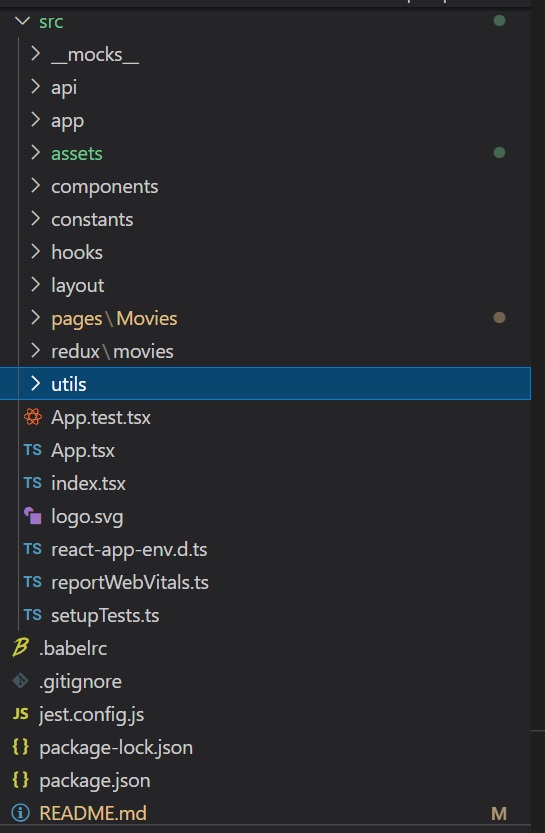 src
__mocks__
api
app
assets
components
constants
hooks
layout
pages\Movies
redux\movies
utils
App.test.tsx
TS App.tsx
TS index.tsx
logo.svg
TS react-app-env.d.ts
TS reportWebVitals.ts
TS setupTests.ts
B .babelrc
.gitignore
JS jest.config.js
{} package-lock.json
{} package.json
README.md M